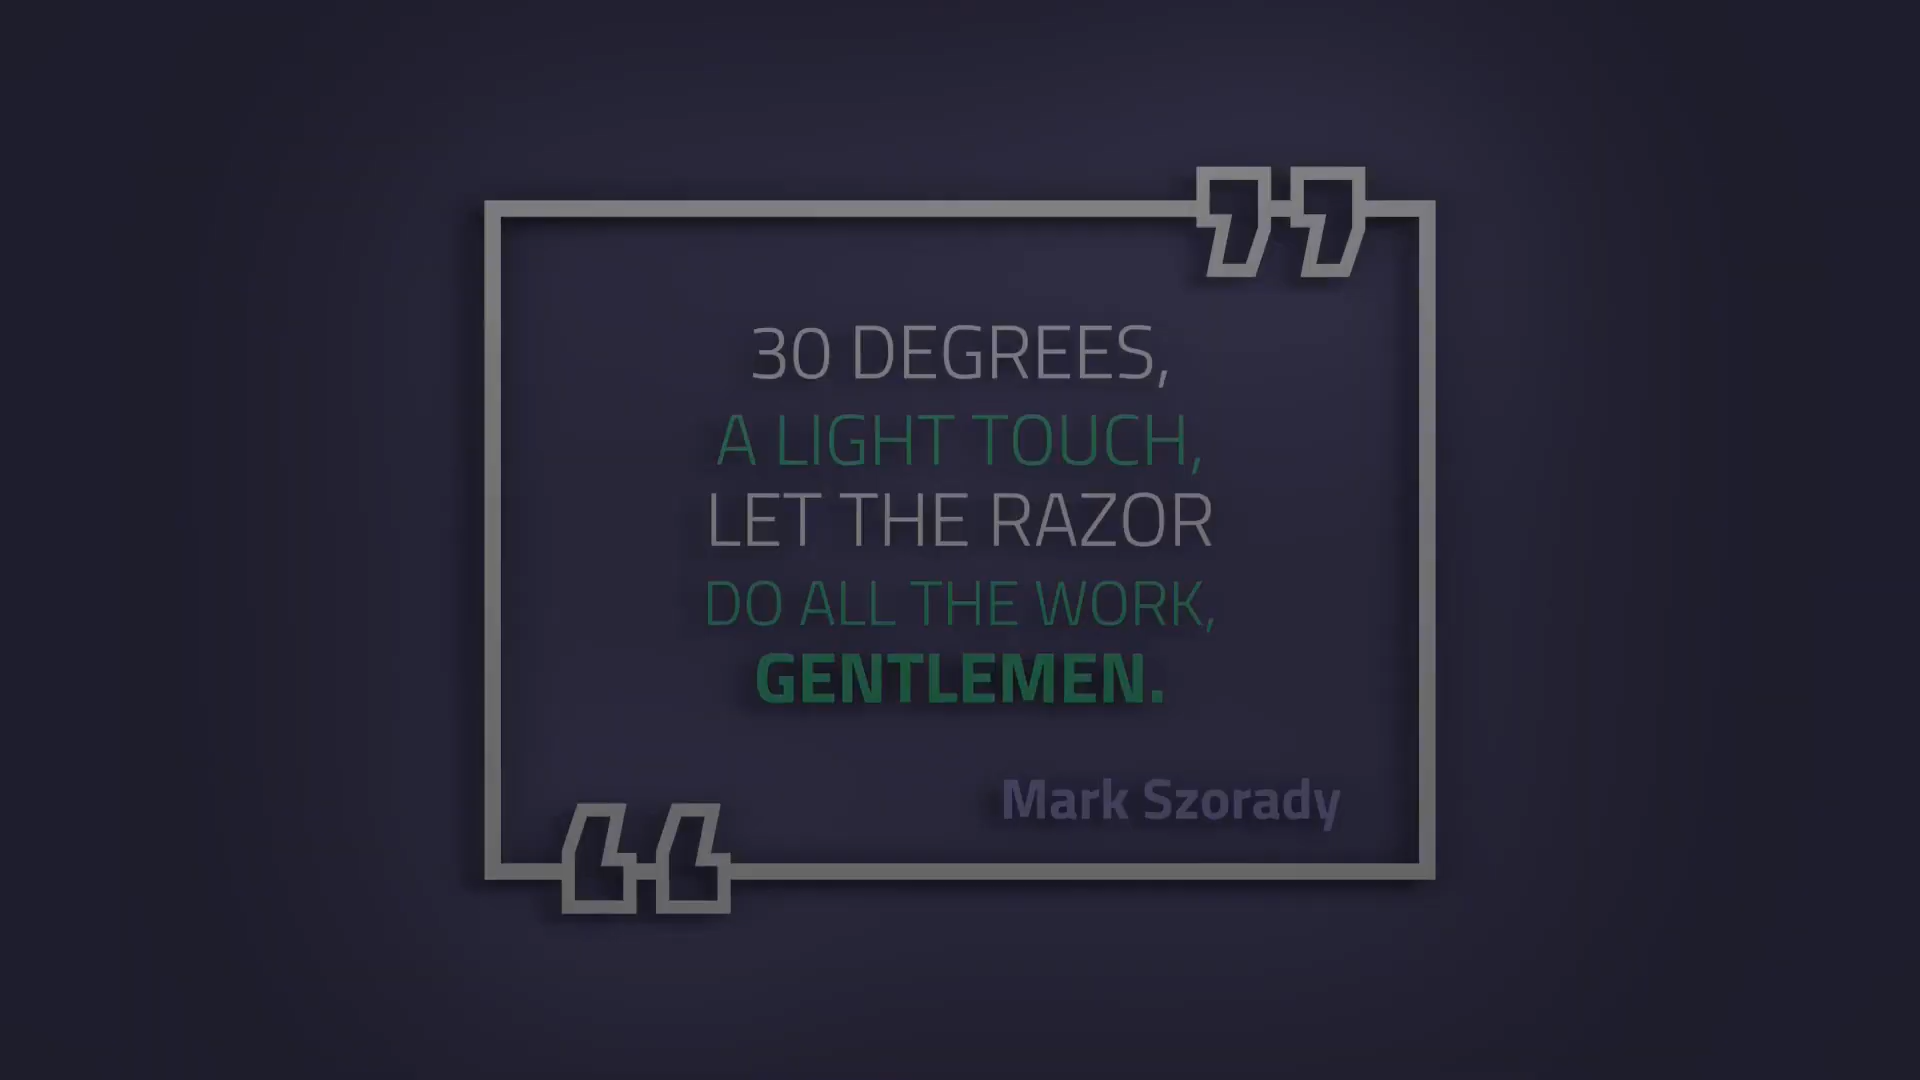 30 DEGREES,
A LIGHT TOUCH,
LET THE RAZOR
DO ALL THE WORK,
GENTLEMEN.
Mark Szorady